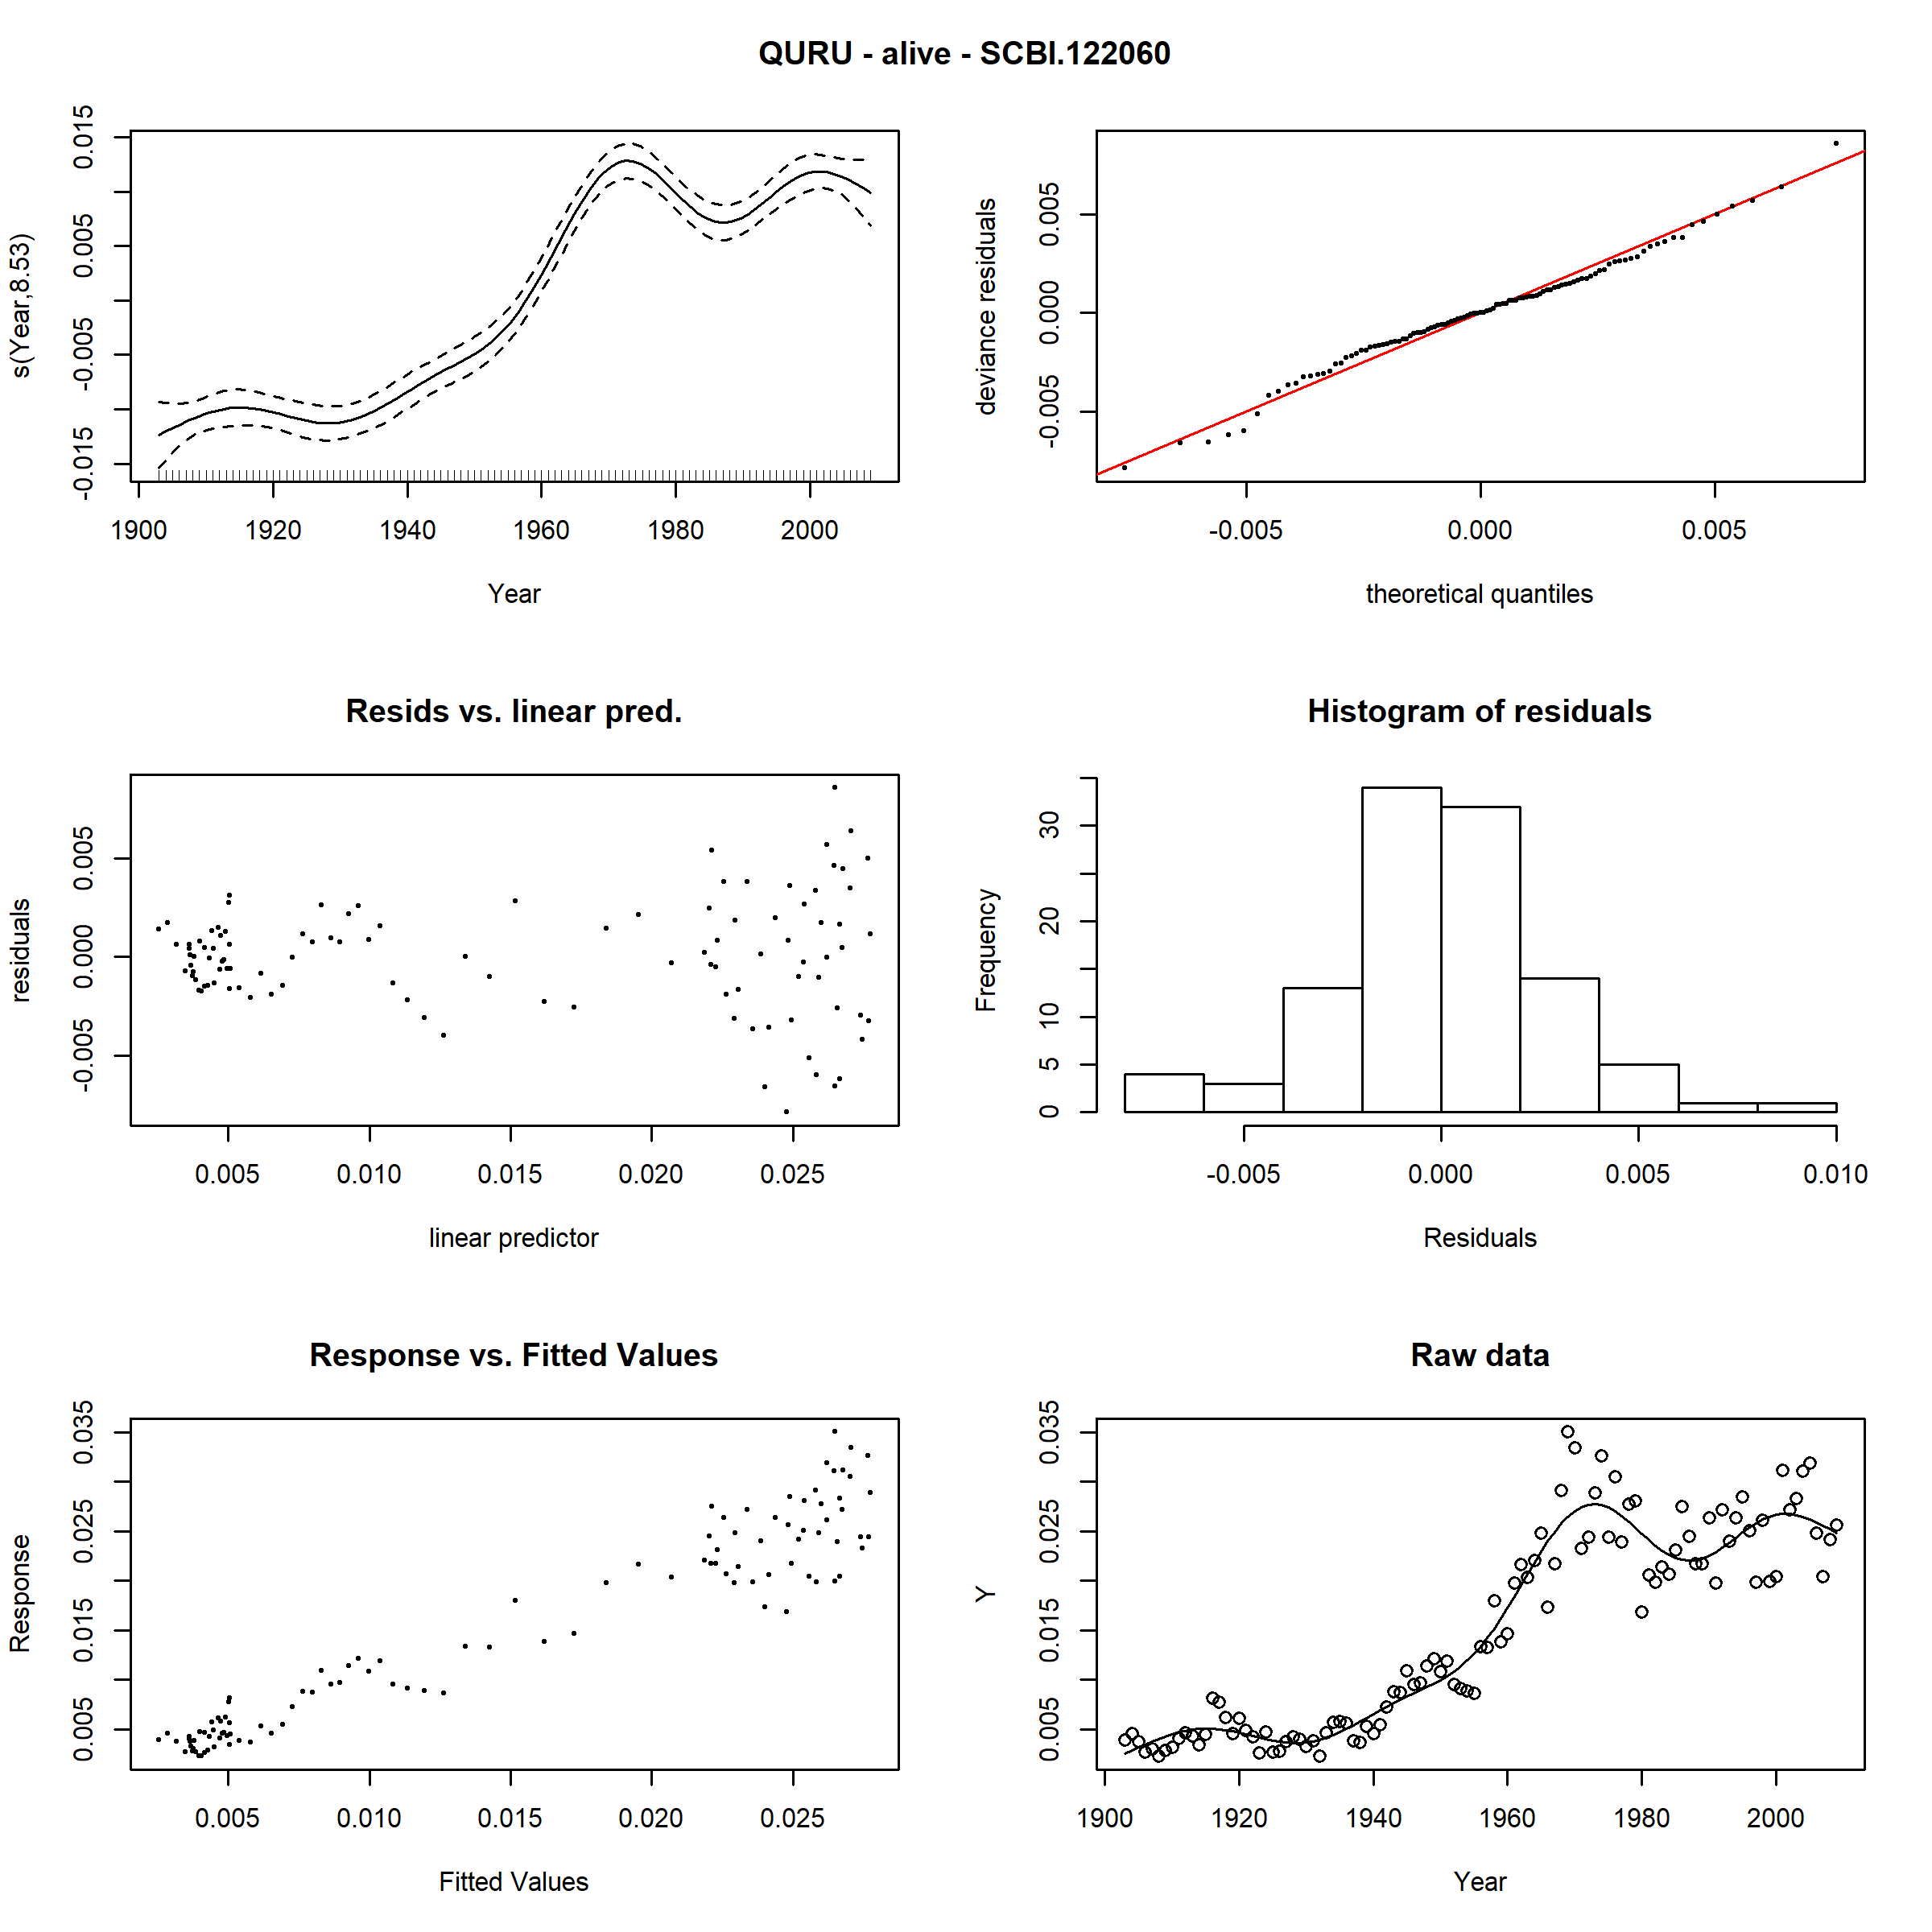 QURU - alive - SCBI.122060
s(Year,8.53)
-0.015 -0.005 0.005 0.015
1900 1920 1940 1960 1980 2000
Year
deviance residuals
-0.005 0.000 0.005
-0.005 0.000 0.005
theoretical quantiles
Resids vs. linear pred.
residuals
-0.005 0.000 0.005
0.005 0.010 0.015 0.020 0.025
linear predictor
Histogram of residuals
Frequency
0 5 10 20 30
-0.005 0.000 0.005 0.010
Residuals
Response vs. Fitted Values
Response
0.005 0.015 0.025 0.035
0.005 0.010 0.015 0.020 0.025
Fitted Values
Raw data
Y
0.005 0.015 0.025 0.035
1900 1920 1940 1960 1980 2000
Year